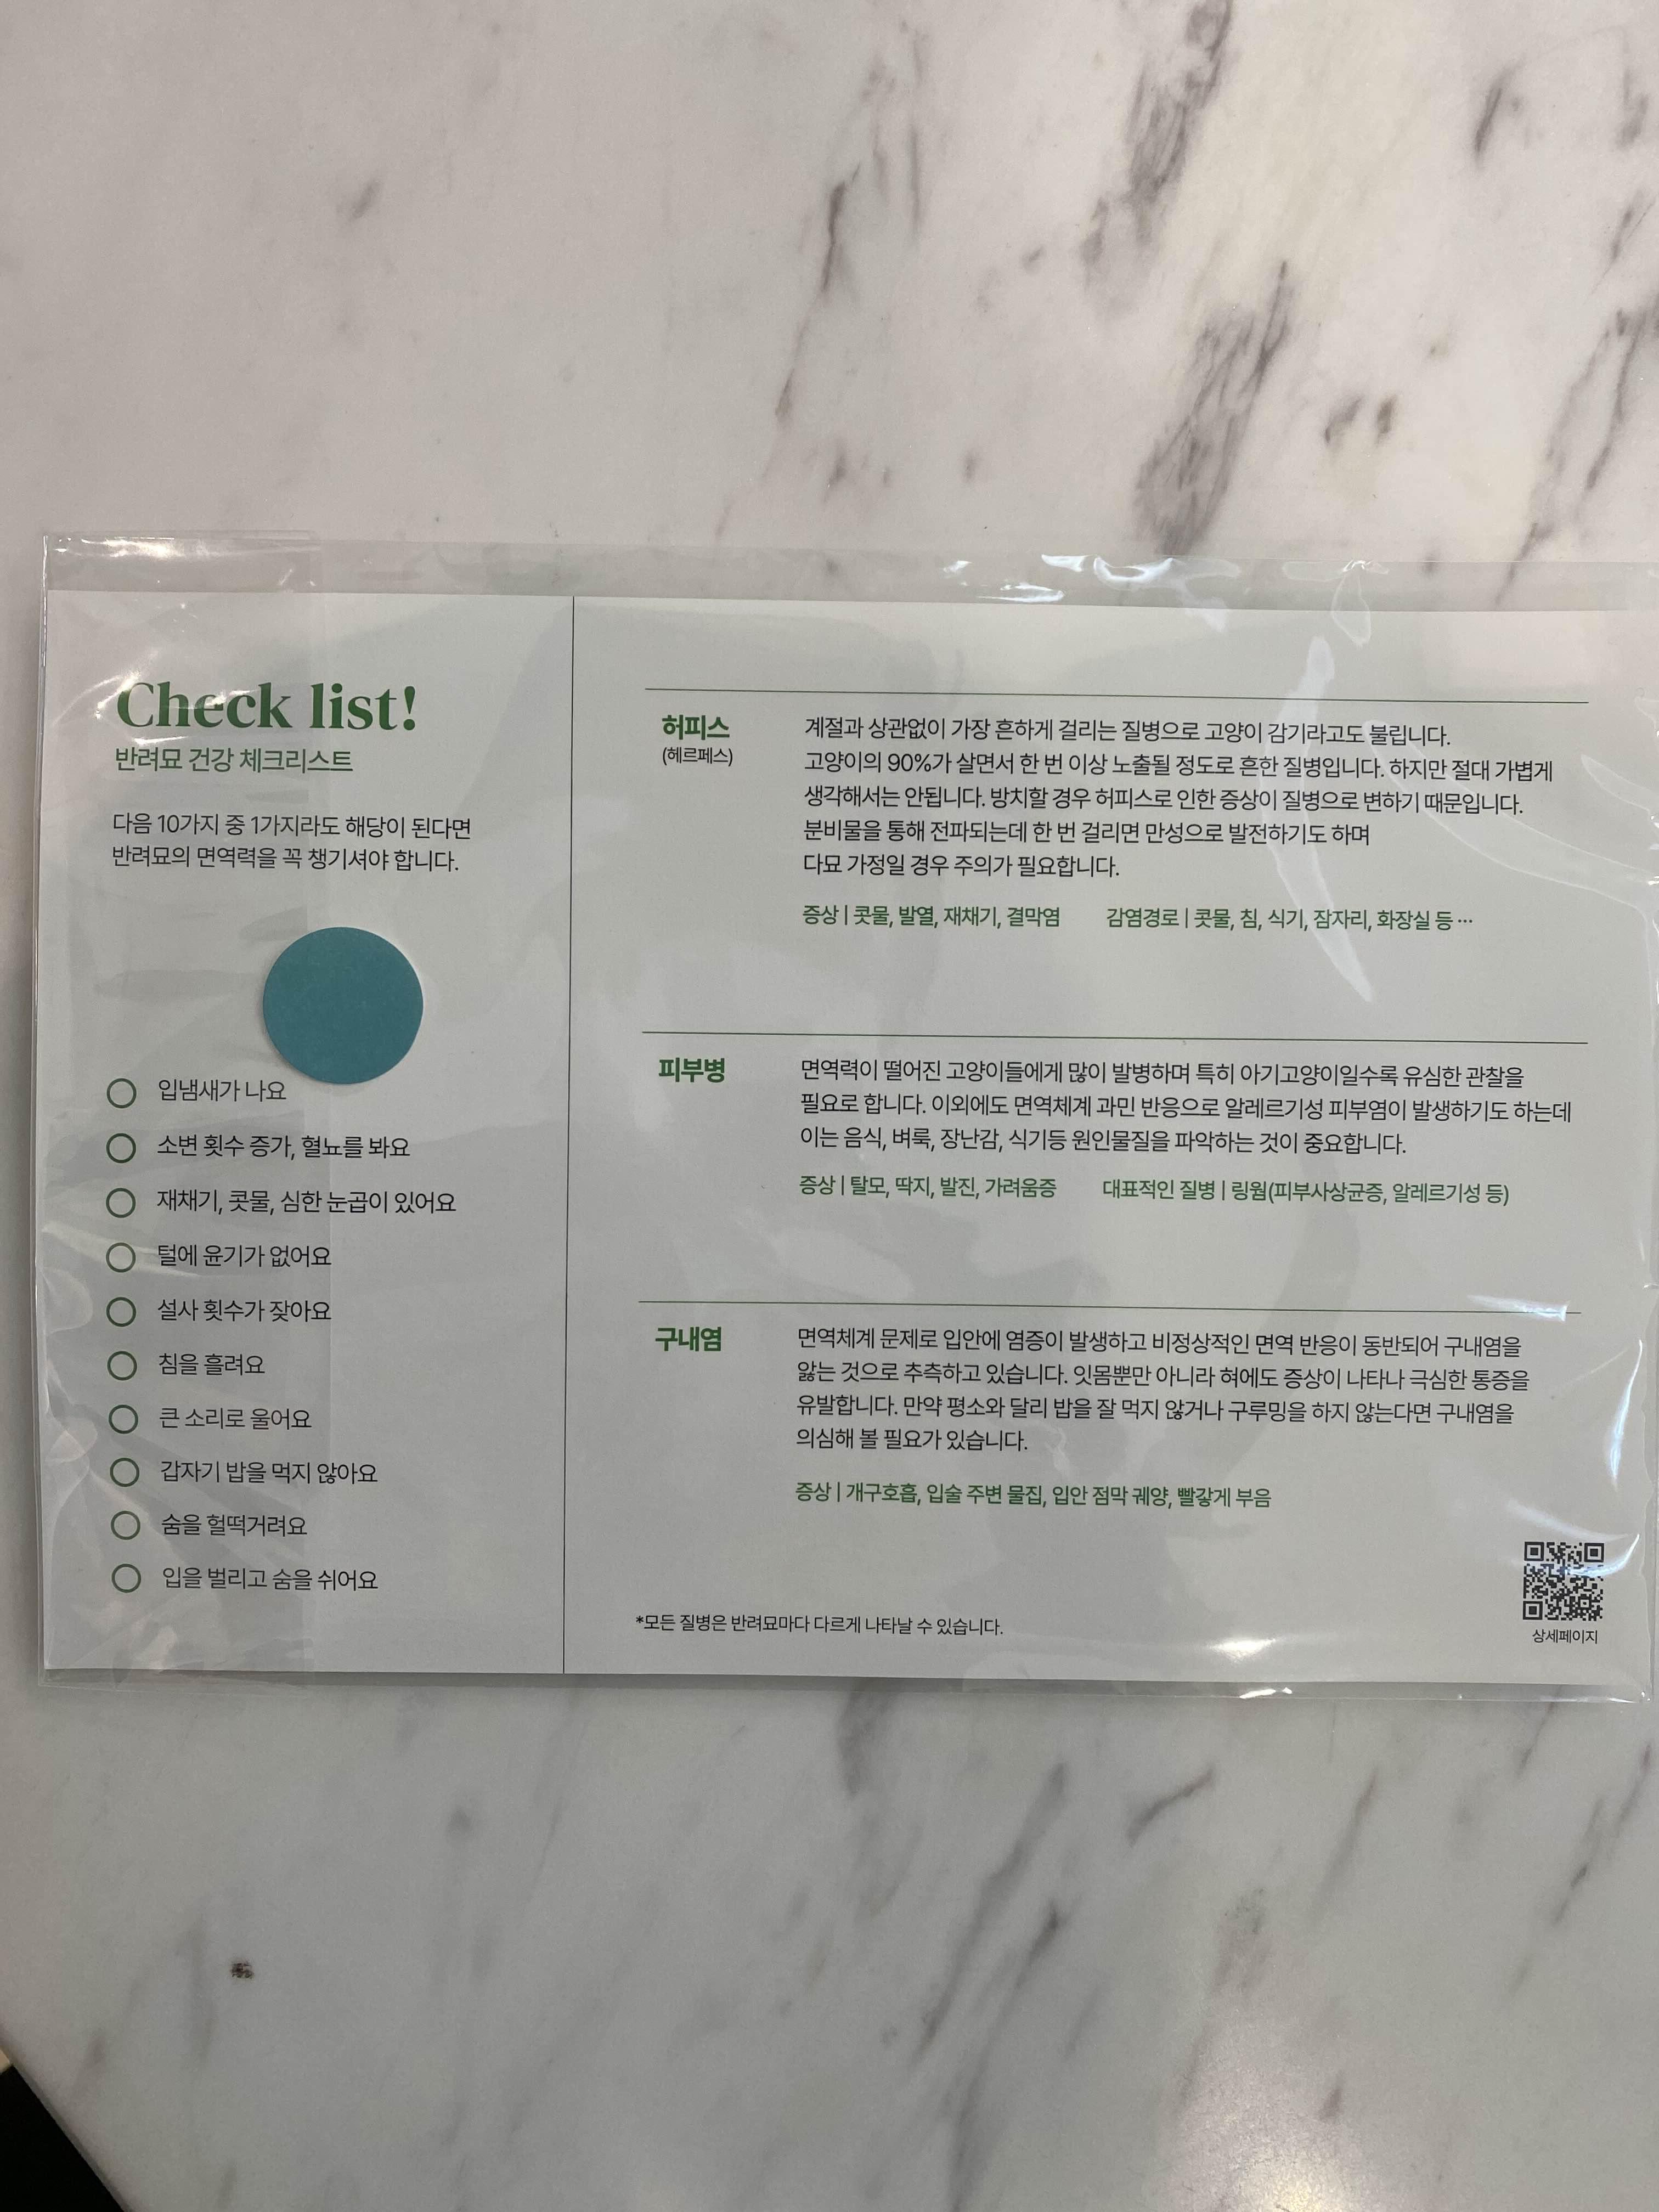 Check list!
반려묘 건강 체크리스트
다음 10가지 중 1가지라도 해당이 된다면
반려묘의 면역력을 꼭 챙기셔야 합니다.
입냄새가 나요
소변 횟수 증가, 혈뇨를 봐요
재채기, 콧물, 심한 눈곱이 있어요
털에 윤기가 없어요
설사 횟수가 잦아요
침을 흘려요
큰 소리로 울어요
갑자기 밥을 먹지 않아요
숨을 헐떡거려요
입을 벌리고 숨을 쉬어요
허피스
(헤르페스)
계절과 상관없이 가장 흔하게 걸리는 질병으로 고양이 감기라고도 불립니다.
고양이의 90%가 살면서 한 번 이상 노출될 정도로 흔한 질병입니다. 하지만 절대 가볍게
생각해서는 안됩니다. 방치할 경우 허피스로 인한 증상이 질병으로 변하기 때문입니다.
분비물을 통해 전파되는데 한 번 걸리면 만성으로 발전하기도 하며
다묘 가정일 경우 주의가 필요합니다.
증상 | 콧물, 발열, 재채기, 결막염 감염경로 | 콧물, 침, 식기, 잠자리, 화장실 등 ···
피부병
면역력이 떨어진 고양이들에게 많이 발병하며 특히 아기고양이일수록 유심한 관찰을
필요로 합니다. 이외에도 면역체계 과민 반응으로 알레르기성 피부염이 발생하기도 하는데
이는 음식, 벼룩, 장난감, 식기등 원인물질을 파악하는 것이 중요합니다.
증상 | 탈모, 딱지, 발진, 가려움증 대표적인 질병 | 링웜(피부사상균증, 알레르기성 등)
구내염
면역체계 문제로 입안에 염증이 발생하고 비정상적인 면역 반응이 동반되어 구내염을
앓는 것으로 추측하고 있습니다. 잇몸뿐만 아니라 혀에도 증상이 나타나 극심한 통증을
유발합니다. 만약 평소와 달리 밥을 잘 먹지 않거나 구루밍을 하지 않는다면 구내염을
의심해 볼 필요가 있습니다.
증상 | 개구호흡, 입술 주변 물집, 입안 점막 궤양, 빨갛게 부음
*모든 질병은 반려묘마다 다르게 나타날 수 있습니다.
상세페이지